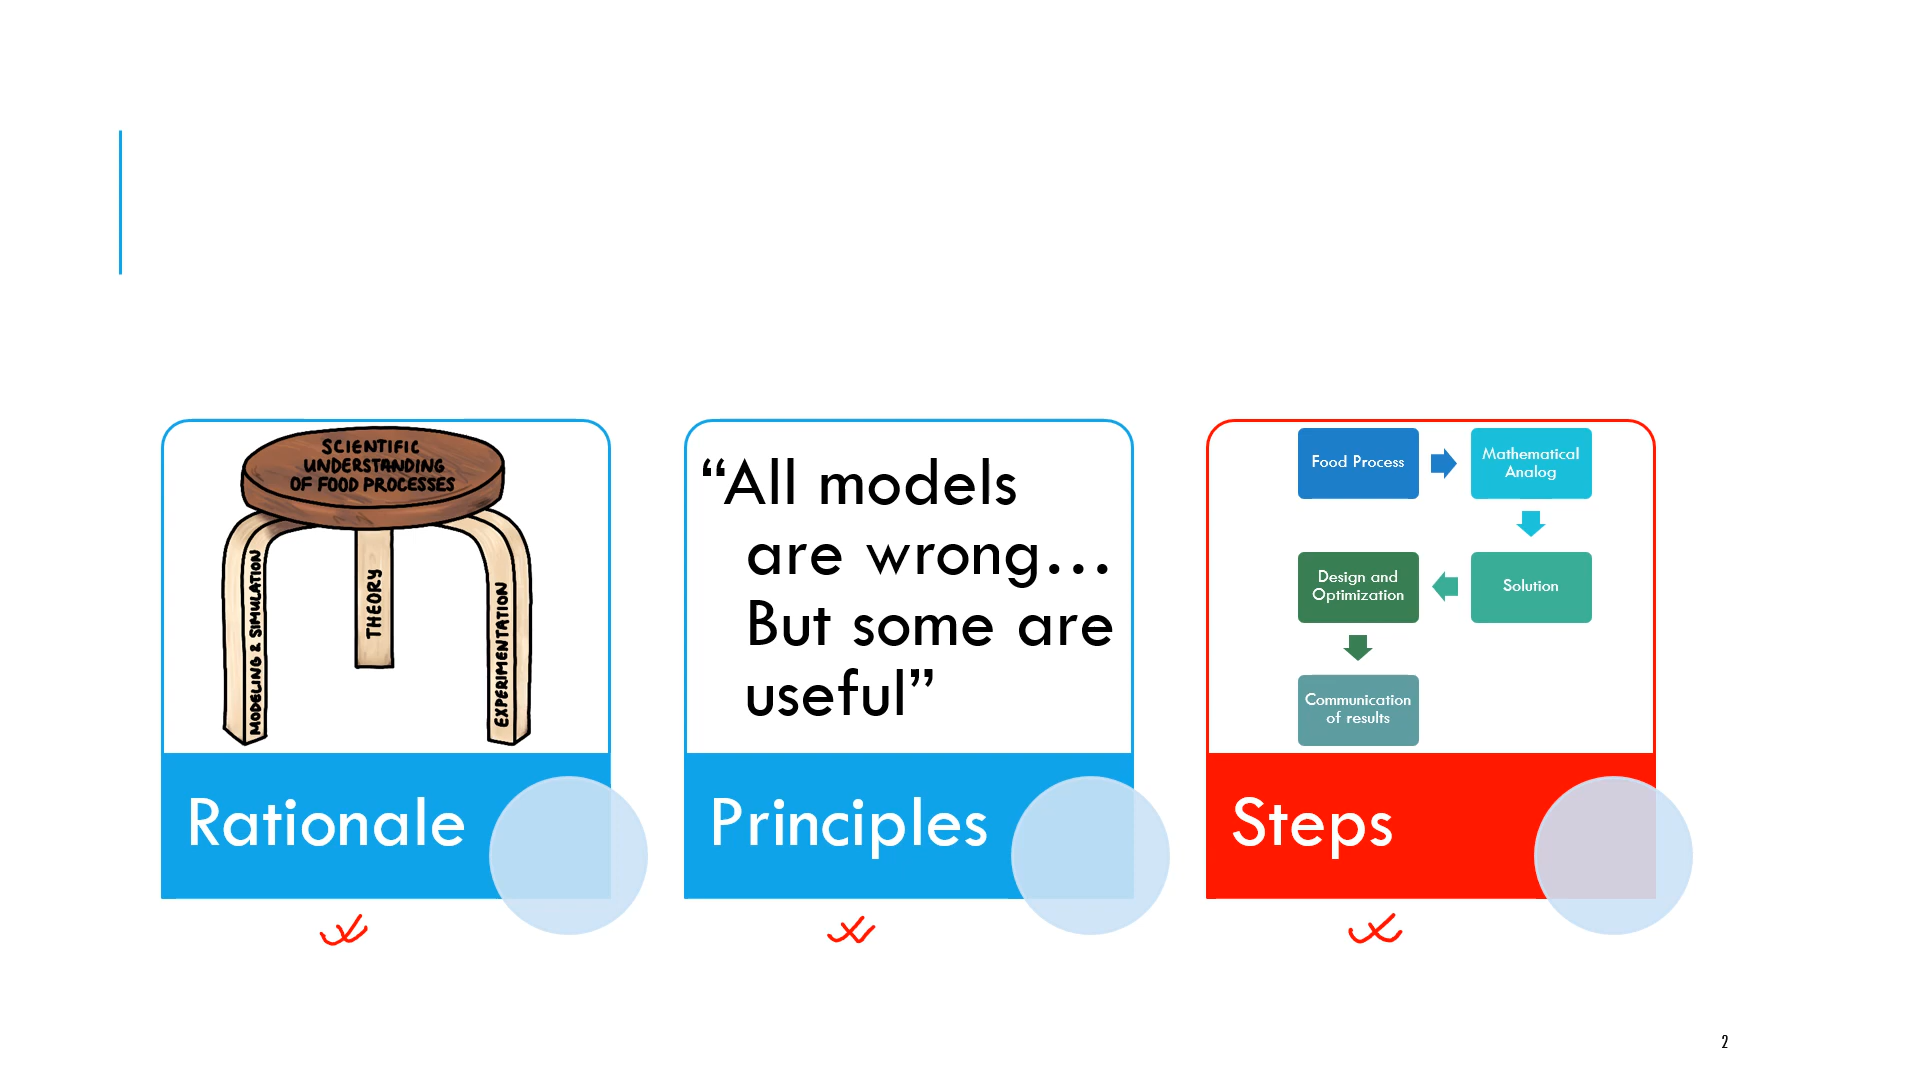 SCIENTIFIC
UNDERSTANDING
OF FOOD PROCESSES
MODELING & SIMULATION
THEORY
EXPERIMENTATION
Rationale
“All models
are wrong…
But some are
useful”
Principles
Food Process
Mathematical
Analog
Solution
Design and
Optimization
Communication
of results
Steps
2